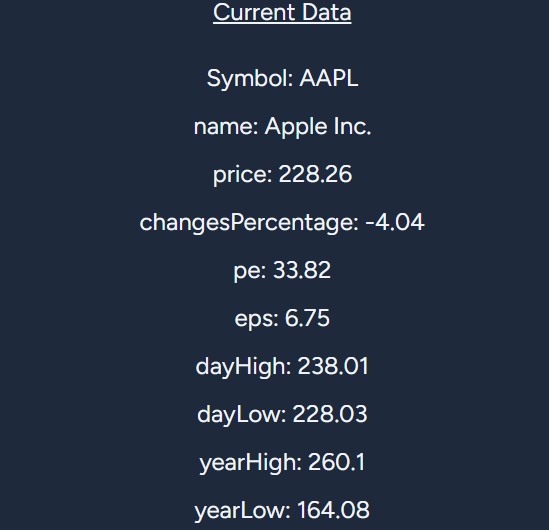 Current Data
Symbol: AAPL
name: Apple Inc.
price: 228.26
changesPercentage: -4.04
pe: 33.82
eps: 6.75
dayHigh: 238.01
dayLow: 228.03
yearHigh: 260.1
yearLow: 164.08